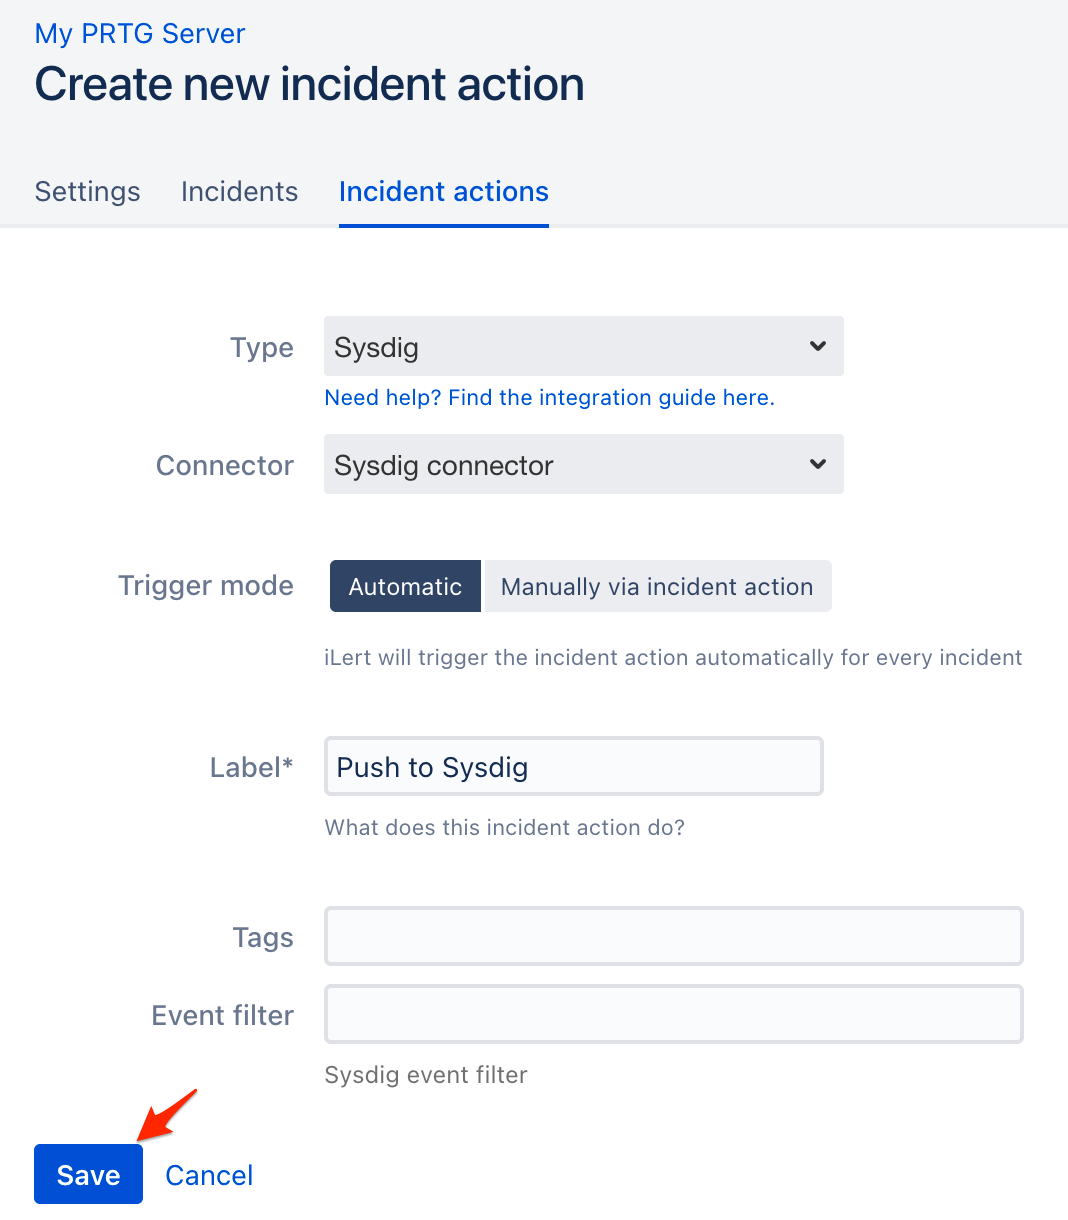 My PRTG Server
Create new incident action
Settings Incidents Incident actions
Type Sysdig
Need help? Find the integration guide here.
Connector Sysdig connector
Trigger mode Automatic Manually via incident action
iLert will trigger the incident action automatically for every incident
Label* Push to Sysdig
What does this incident action do?
Tags
Event filter
Sysdig event filter
Save Cancel